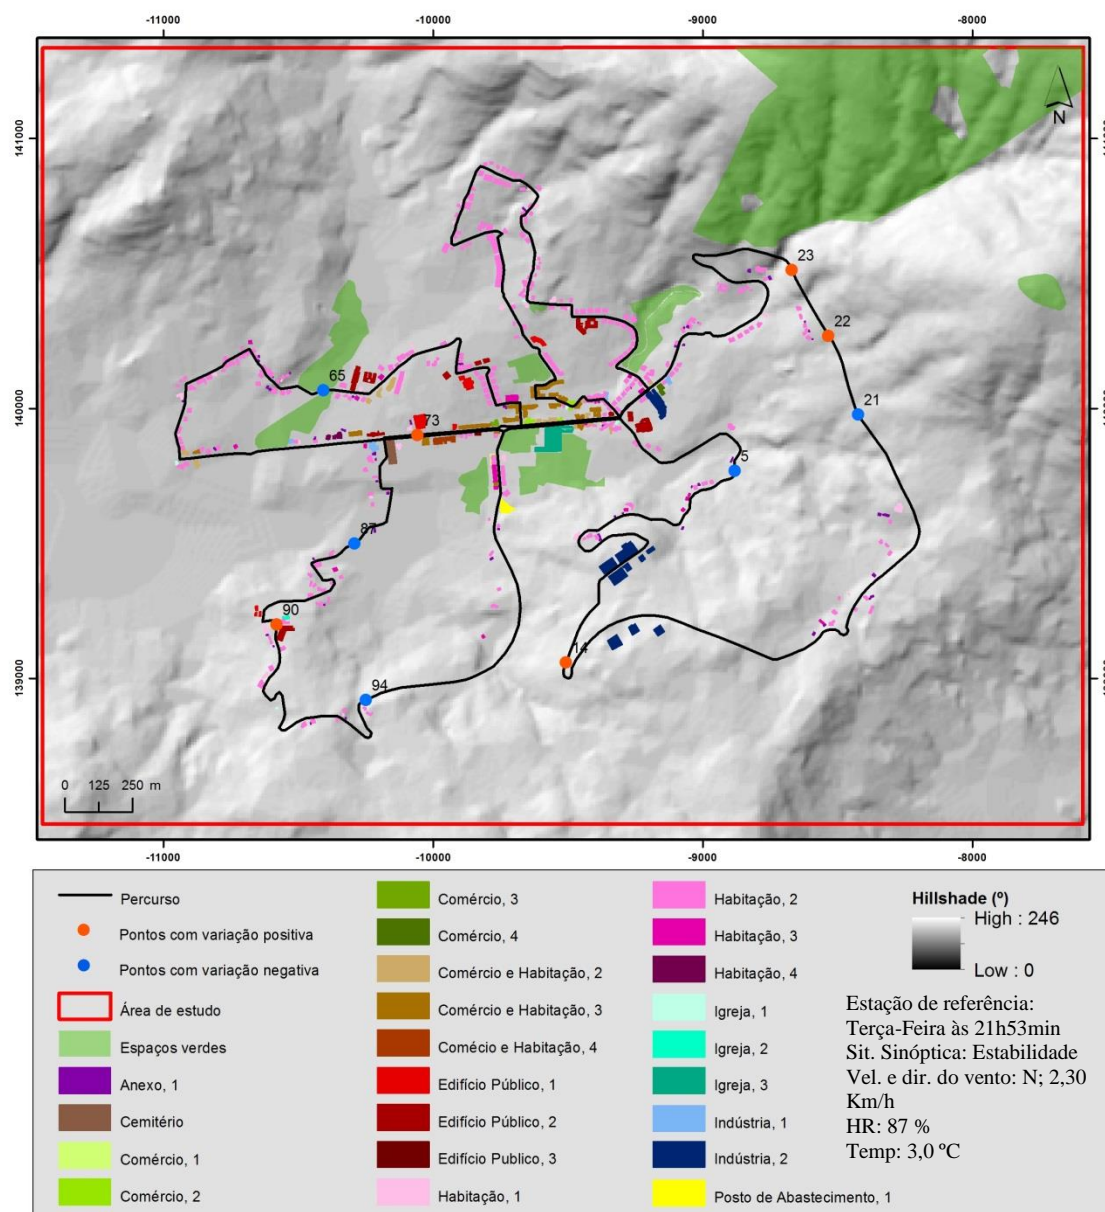 -11000 -10000 -9000 -8000
141000
N
23
22
65
140000
73
21
5
87
90
14
139000
94
0 125 250 m
-11000 -10000 -9000 -8000
Percurso
Pontos com variação positiva
Pontos com variação negativa
Área de estudo
Espaços verdes
Anexo, 1
Cemitério
Comércio, 1
Comércio, 2
Comércio, 3
Comércio, 4
Comércio e Habitação, 2
Comércio e Habitação, 3
Comécio e Habitação, 4
Edifício Público, 1
Edifício Público, 2
Edifício Publico, 3
Habitação, 1
Habitação, 2
Habitação, 3
Habitação, 4
Igreja, 1
Igreja, 2
Igreja, 3
Indústria, 1
Indústria, 2
Posto de Abastecimento, 1
Hillshade (º)
High : 246
Low : 0
Estação de referência:
Terça-Feira às 21h53min
Sit. Sinóptica: Estabilidade
Vel. e dir. do vento: N; 2,30
Km/h
HR: 87 %
Temp: 3,0 ºC